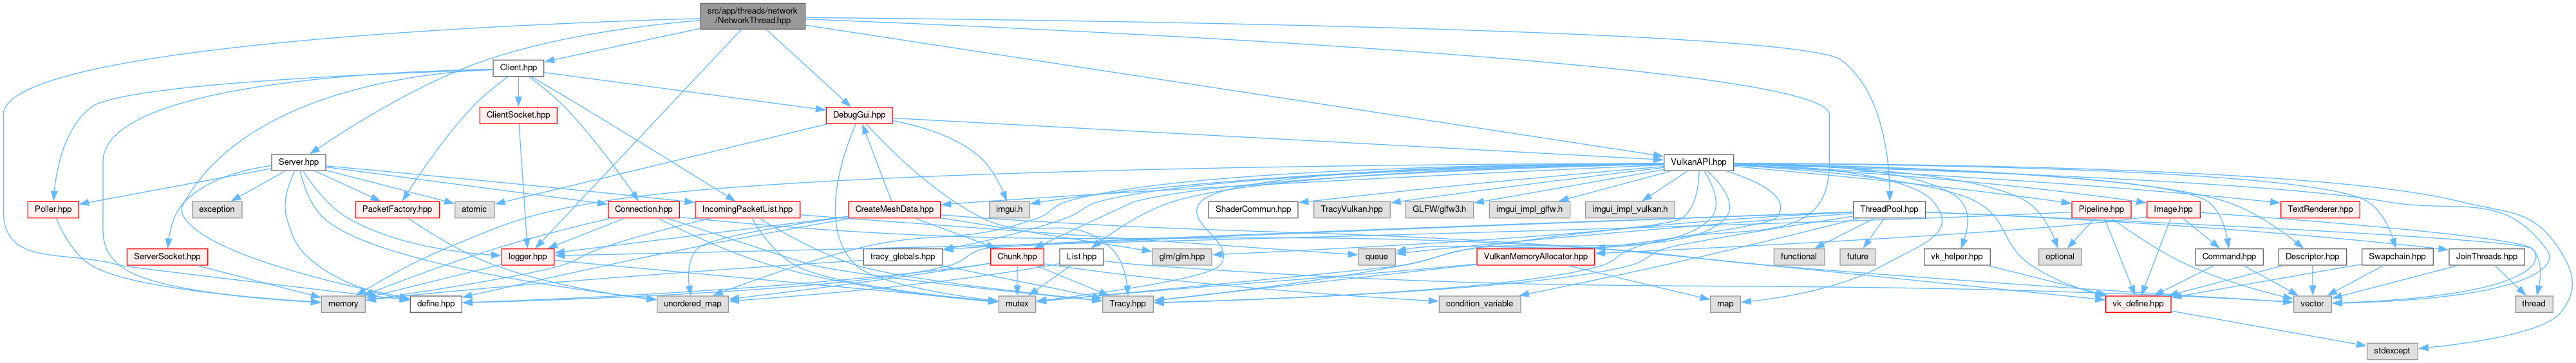 src/app/threads/network
/NetworkThread.hpp
Client.hpp
ClientSocket.hpp
DebugGui.hpp
Server.hpp
VulkanAPI.hpp
Poller.hpp
exception
PacketFactory.hpp
atomic
Connection.hpp
IncomingPacketList.hpp
CreateMeshData.hpp
imgui.h
ShaderCommun.hpp
TracyVulkan.hpp
GLFW/glfw3.h
imgui_impl_glfw.h
imgui_impl_vulkan.h
ThreadPool.hpp
Pipeline.hpp
Image.hpp
TextRenderer.hpp
ServerSocket.hpp
logger.hpp
tracy_globals.hpp
Chunk.hpp
List.hpp
glm/glm.hpp
queue
VulkanMemoryAllocator.hpp
functional
future
vk_helper.hpp
optional
Command.hpp
Descriptor.hpp
Swapchain.hpp
JoinThreads.hpp
memory
define.hpp
unordered_map
mutex
Tracy.hpp
condition_variable
map
vk_define.hpp
vector
thread
stdexcept